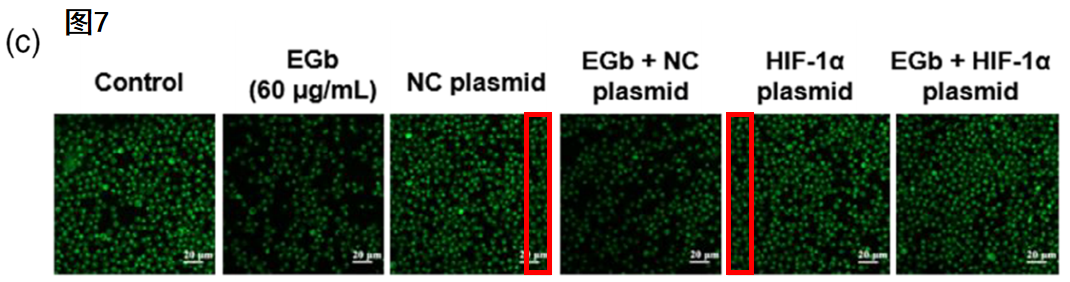 图7
(c)
Control
EGb
(60 μg/mL)
NC plasmid
EGb + NC
plasmid
HIF-1α
plasmid
EGb + HIF-1α
plasmid
20 μm
20 μm
20 μm
20 μm
20 μm
20 μm